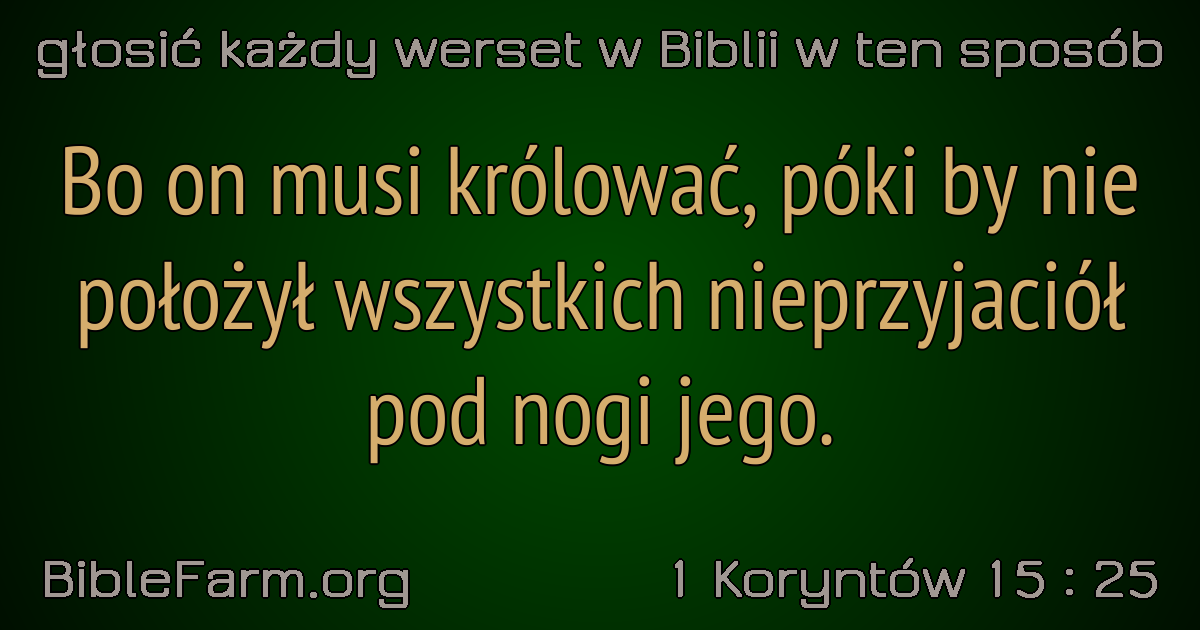 głosić każdy werset w Biblii w ten sposób
Bo on musi królować, póki by nie
położył wszystkich nieprzyjaciół
pod nogi jego.
BibleFarm.org
1 Koryntów 15 : 25